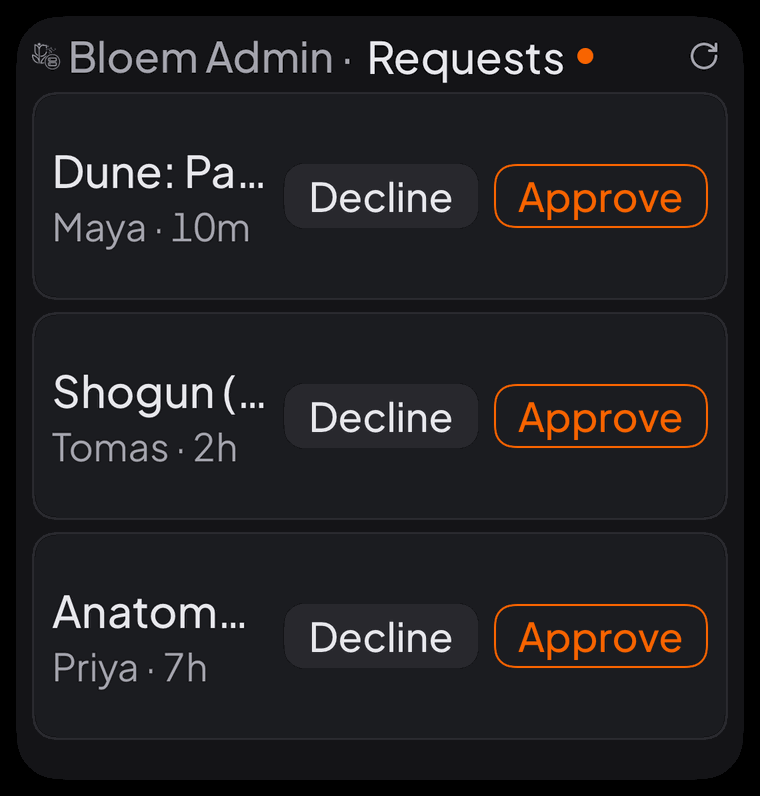 Bloem Admin · Requests
Dune: Pa...
Maya · 10m
Decline
Approve
Shogun (...
Tomas · 2h
Decline
Approve
Anatom...
Priya · 7h
Decline
Approve